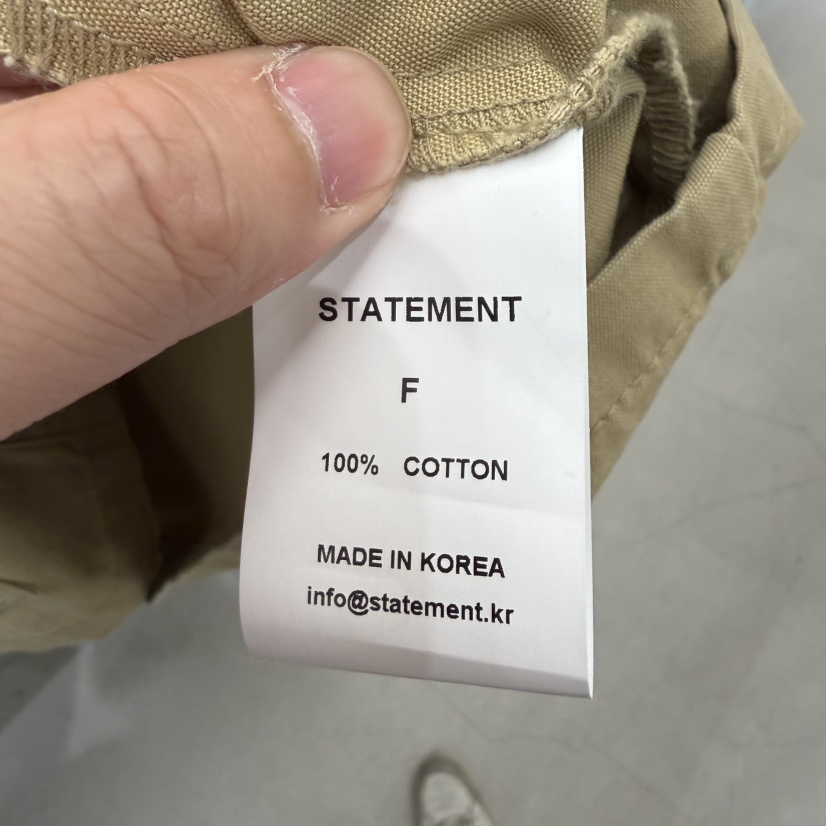 STATEMENT
F
100% COTTON
MADE IN KOREA
info@statement.kr